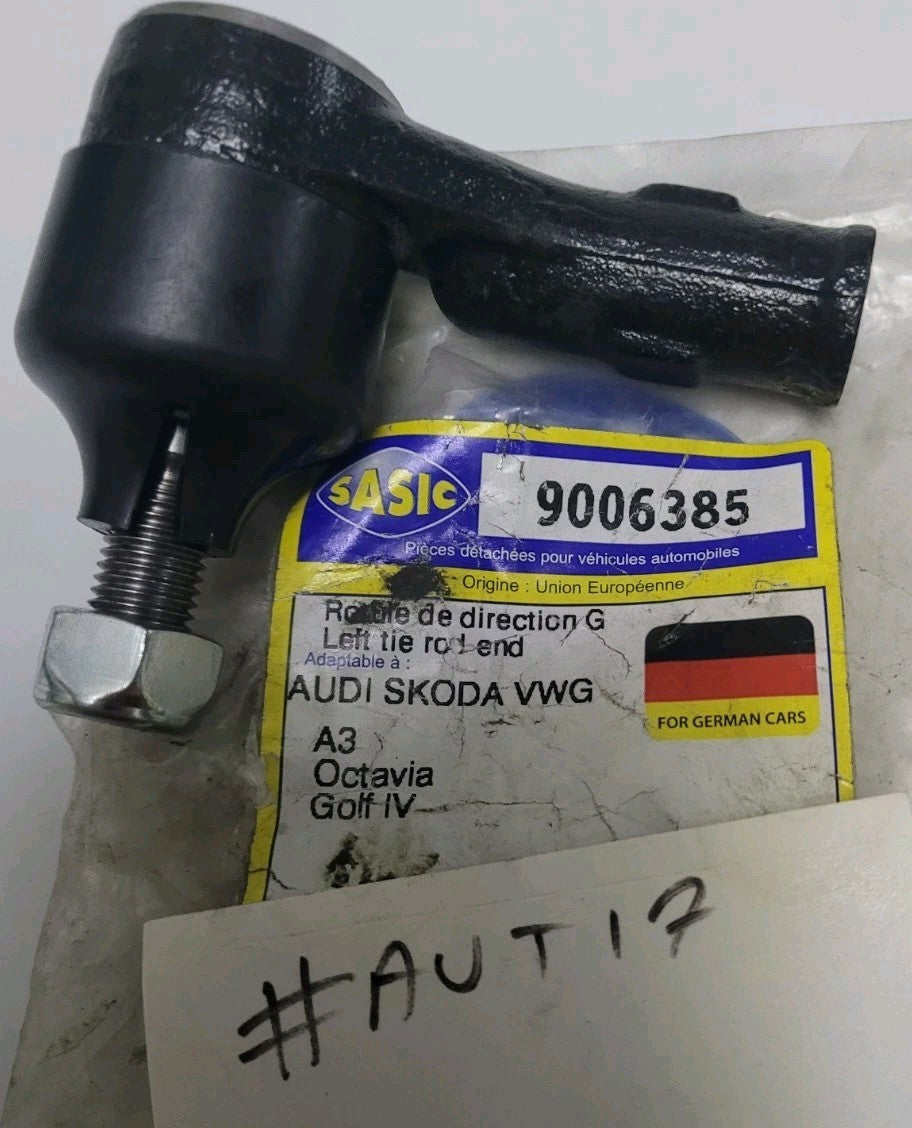 SASIC
9006385
Pièces détachées pour véhicules automobiles
Origine : Union Européenne
Rotule de direction G
Left tie rod end
Adaptable à :
AUDI SKODA VWG
FOR GERMAN CARS
A3
Octavia
Golf IV
#AUT17